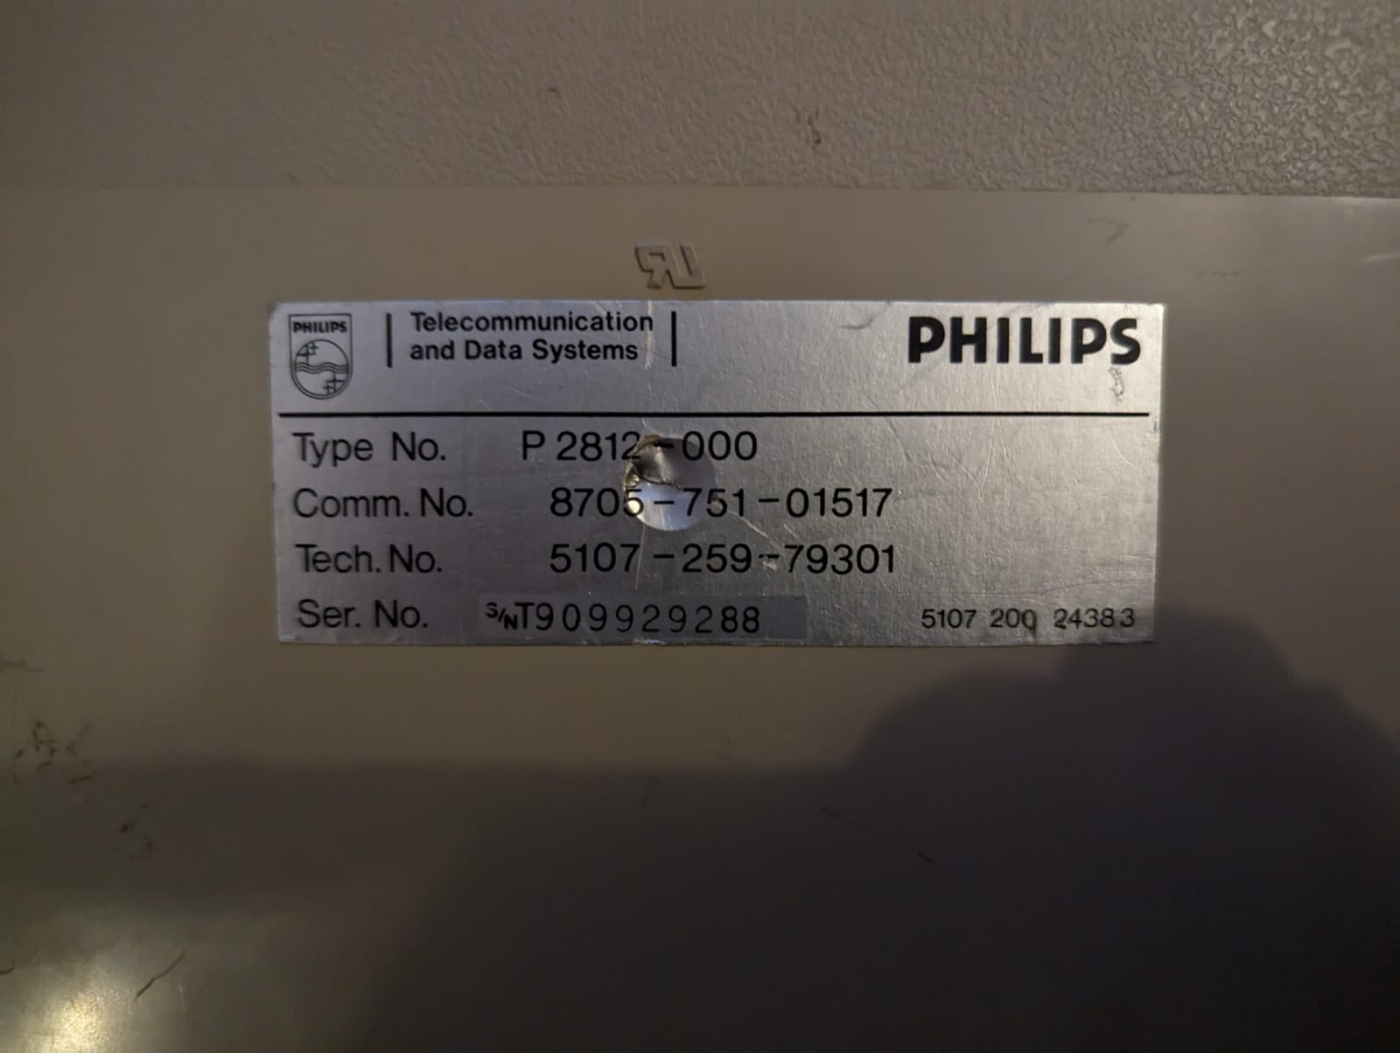 PHILIPS
Telecommunication
and Data Systems
PHILIPS
Type No. P 2812-000
Comm. No. 8705-751-01517
Tech. No. 5107-259-79301
Ser. No. S/NT909929288
5107 200 24383